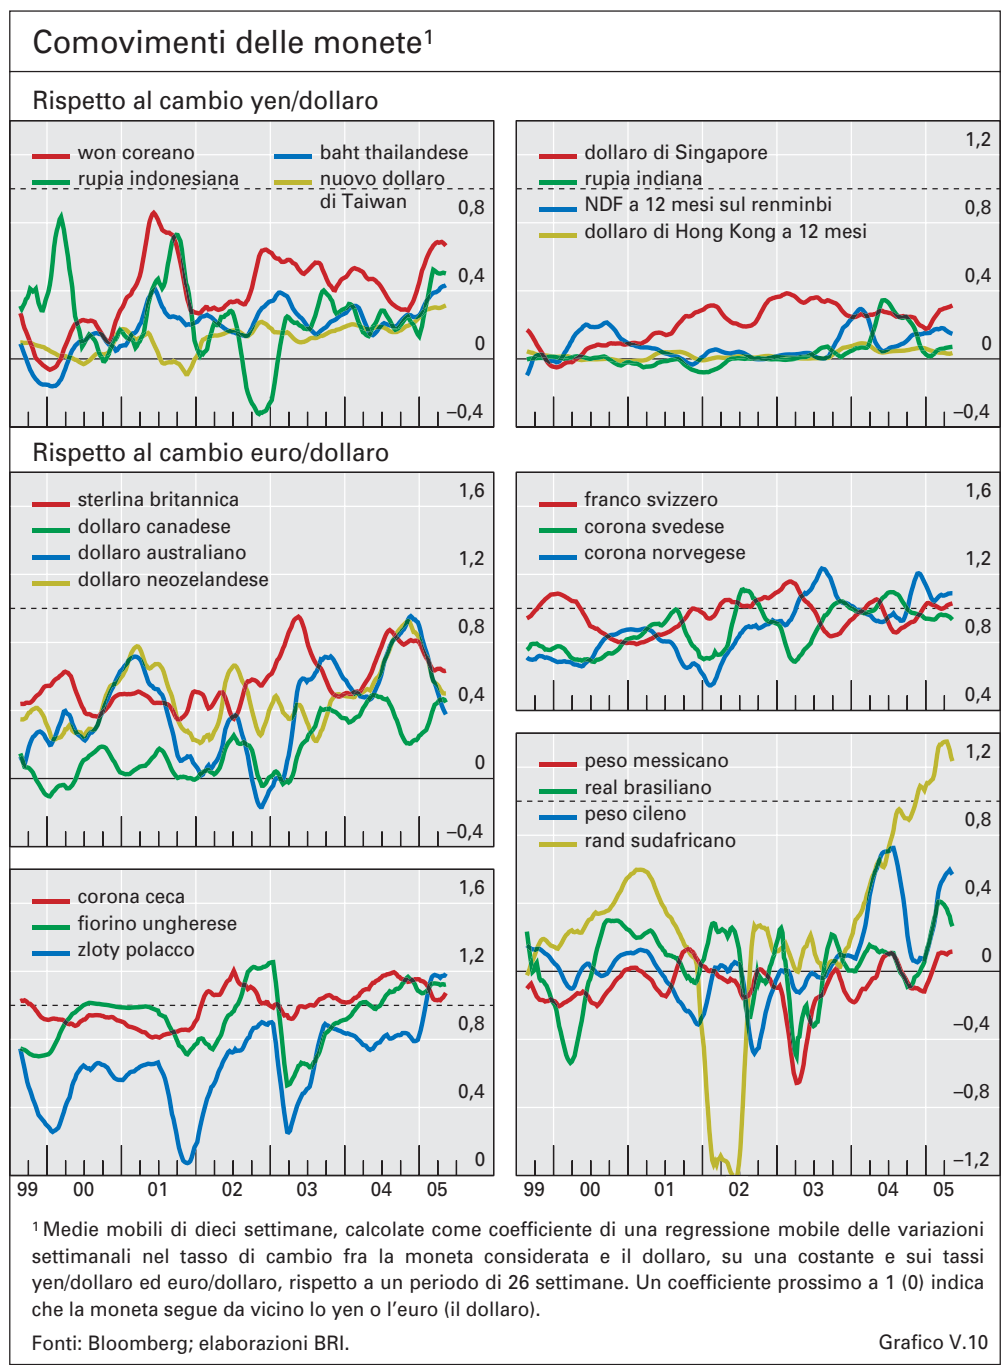 Comovimenti delle monete¹
Rispetto al cambio yen/dollaro
won coreano
rupia indonesiana
baht thailandese
nuovo dollaro
di Taiwan
0,8
0,4
0
–0,4
dollaro di Singapore
rupia indiana
NDF a 12 mesi sul renminbi
dollaro di Hong Kong a 12 mesi
1,2
0,8
0,4
0
–0,4
Rispetto al cambio euro/dollaro
sterlina britannica
dollaro canadese
dollaro australiano
dollaro neozelandese
1,6
1,2
0,8
0,4
0
–0,4
franco svizzero
corona svedese
corona norvegese
1,6
1,2
0,8
0,4
corona ceca
fiorino ungherese
zloty polacco
1,6
1,2
0,8
0,4
0
99 00 01 02 03 04 05
peso messicano
real brasiliano
peso cileno
rand sudafricano
1,2
0,8
0,4
0
–0,4
–0,8
–1,2
99 00 01 02 03 04 05
¹ Medie mobili di dieci settimane, calcolate come coefficiente di una regressione mobile delle variazioni
settimanali nel tasso di cambio fra la moneta considerata e il dollaro, su una costante e sui tassi
yen/dollaro ed euro/dollaro, rispetto a un periodo di 26 settimane. Un coefficiente prossimo a 1 (0) indica
che la moneta segue da vicino lo yen o l'euro (il dollaro).
Fonti: Bloomberg; elaborazioni BRI.
Grafico V.10